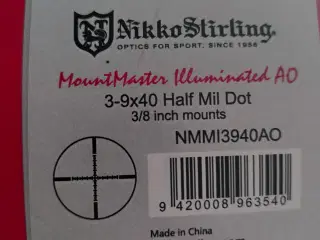 NikkoStirling.
OPTICS FOR SPORT. SINCE 1956
MountMaster Illuminated AO
3-9x40 Half Mil Dot
3/8 inch mounts
NMMI3940AO
9 420008 963540
Made in China